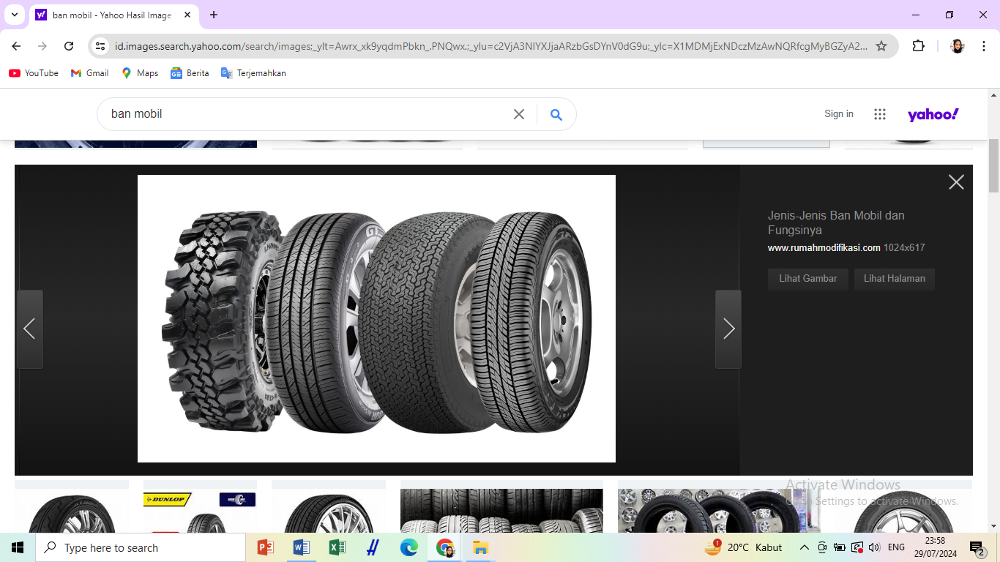 ban mobil - Yahoo Hasil Image
id.images.search.yahoo.com/search/images;_ylt=Awrx_xk9yqdmPbkn_.PNQwx.;_ylu=c2VjA3NlYXJjaARzbGsDYnV0dG9u;_ylc=X1MDMjExNDczMzAwNQRfcgMyBGZyA2...
YouTube Gmail Maps Berita Terjemahkan
ban mobil
Sign in
yahoo!
Jenis-Jenis Ban Mobil dan
Fungsinya
www.rumahmodifikasi.com 1024x617
Lihat Gambar Lihat Halaman
DUNLOP
Activate Windows
Go to Settings to activate Windows.
Type here to search
1
20°C Kabut
ENG
23:58
29/07/2024
2